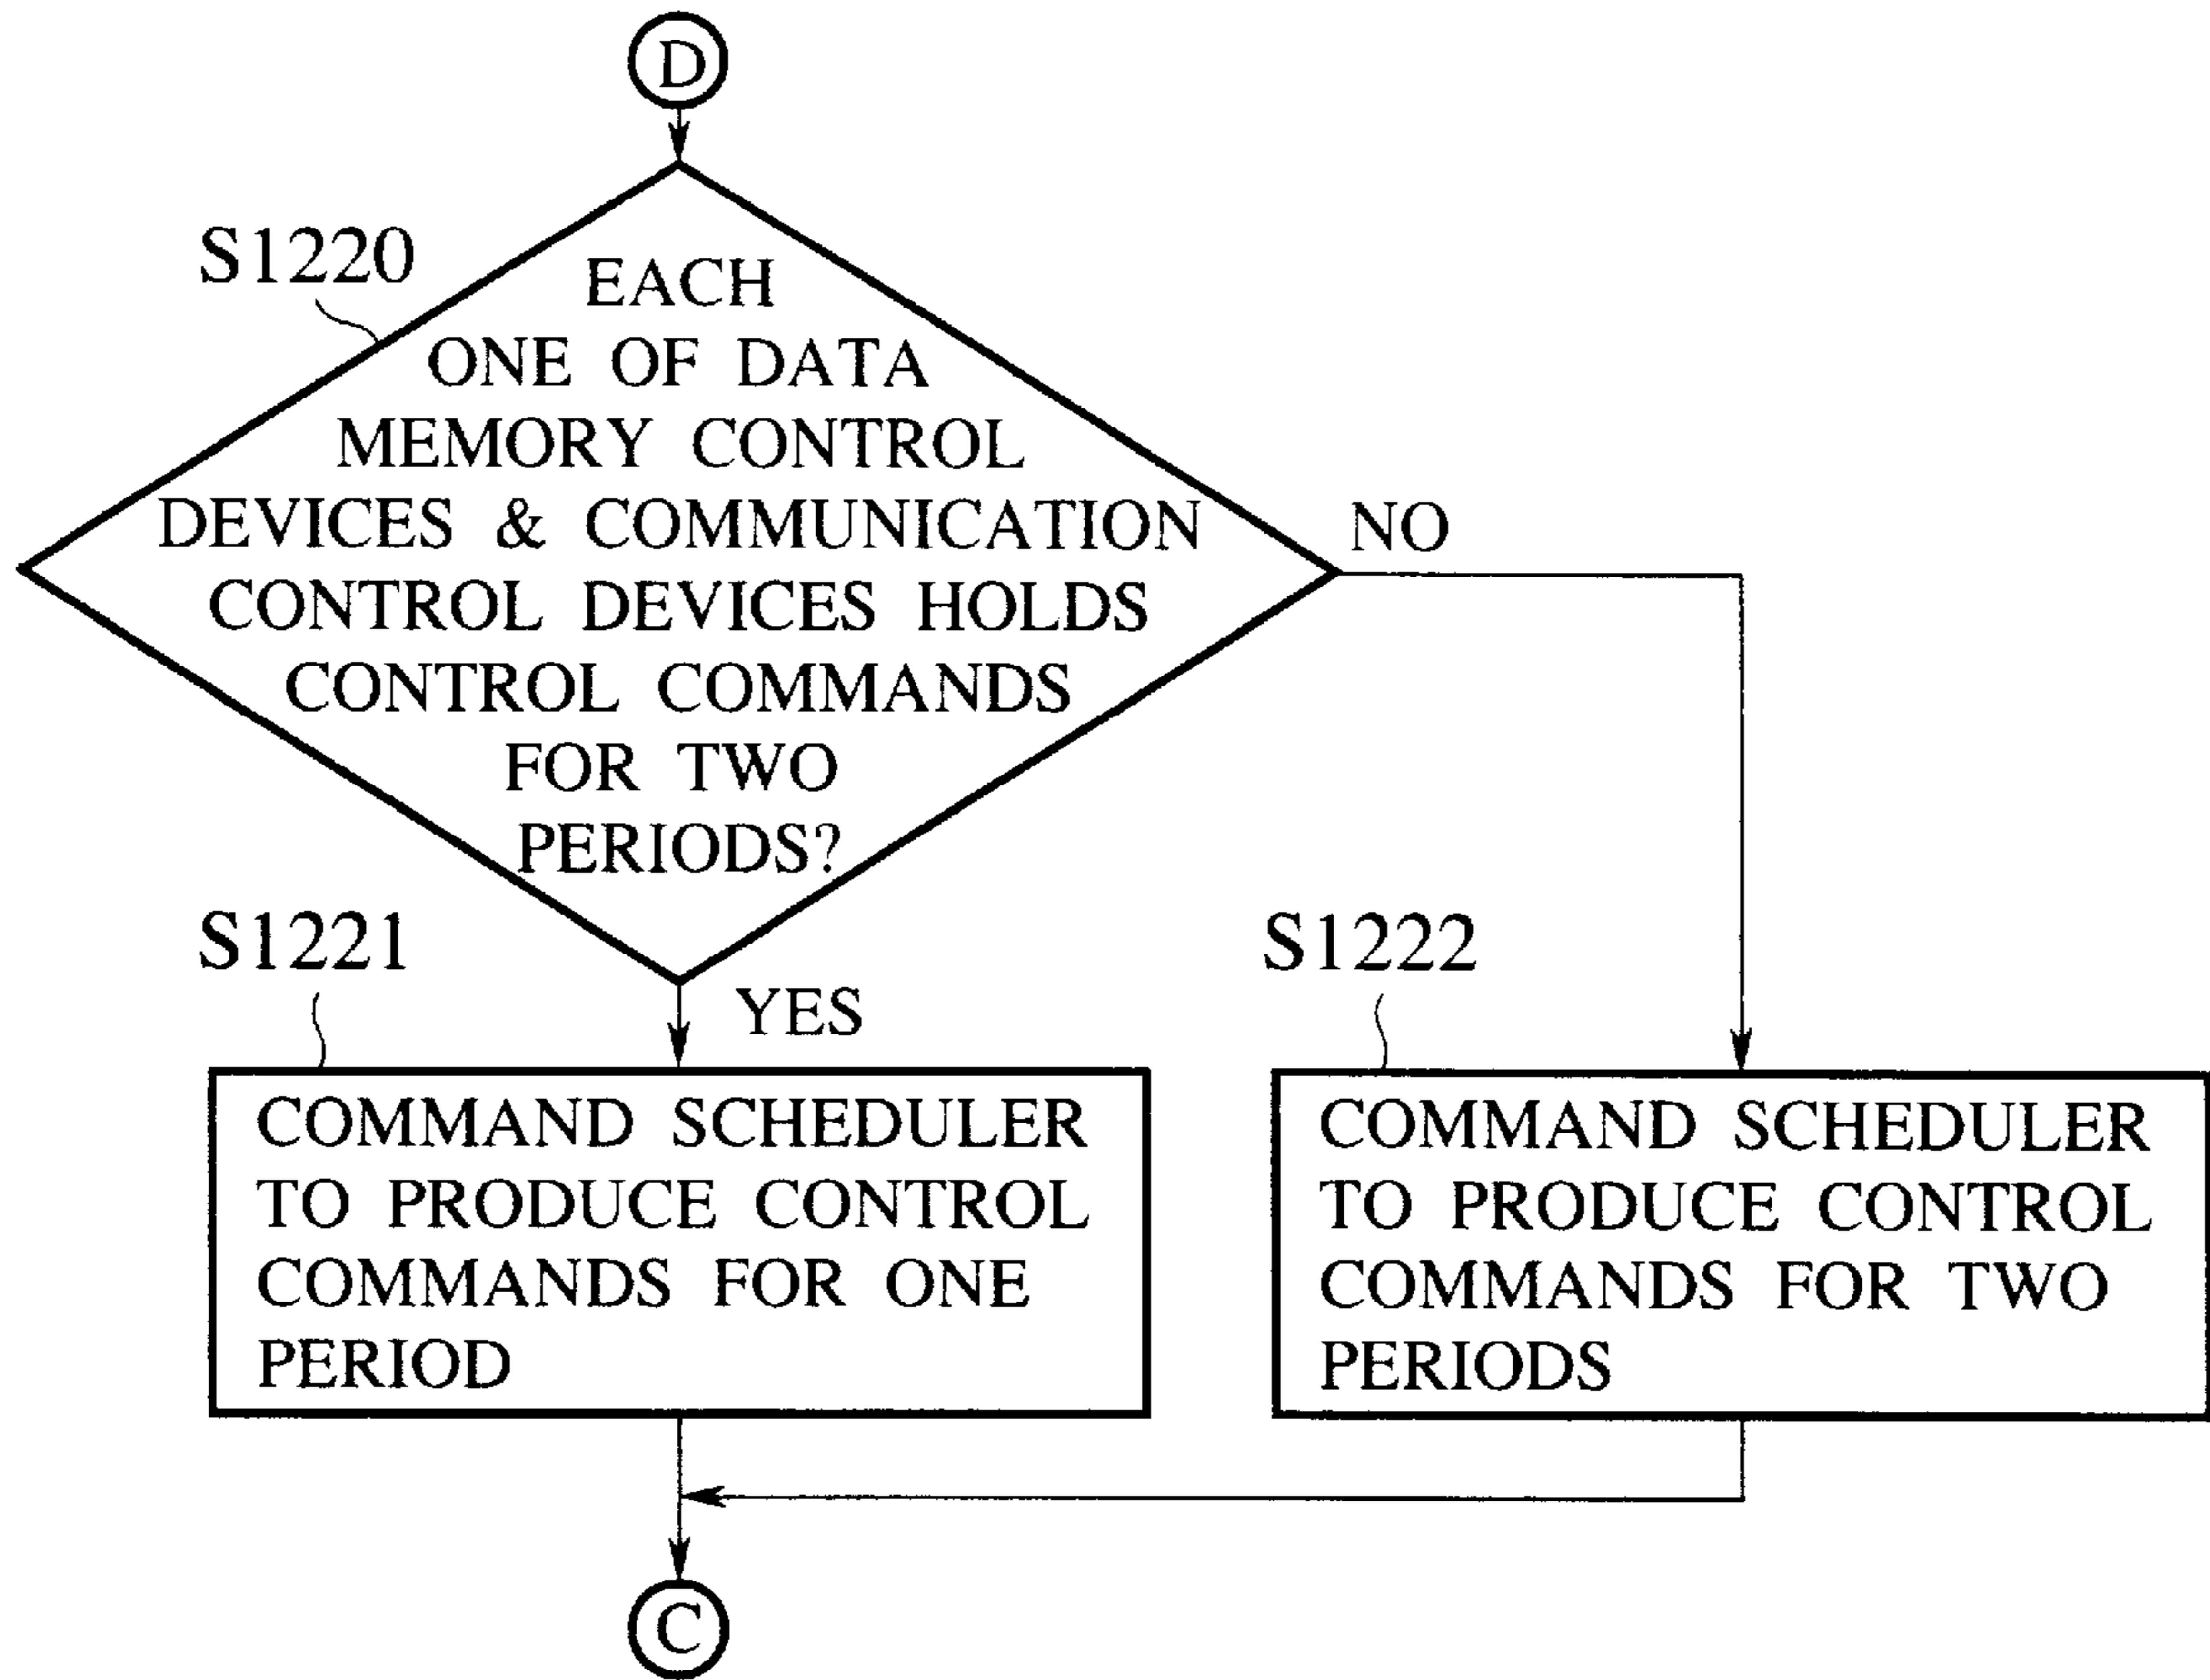 D
S1220
EACH
ONE OF DATA
MEMORY CONTROL
DEVICES & COMMUNICATION
CONTROL DEVICES HOLDS
CONTROL COMMANDS
FOR TWO
PERIODS?
NO
YES
S1221
COMMAND SCHEDULER
TO PRODUCE CONTROL
COMMANDS FOR ONE
PERIOD
S1222
COMMAND SCHEDULER
TO PRODUCE CONTROL
COMMANDS FOR TWO
PERIODS
C